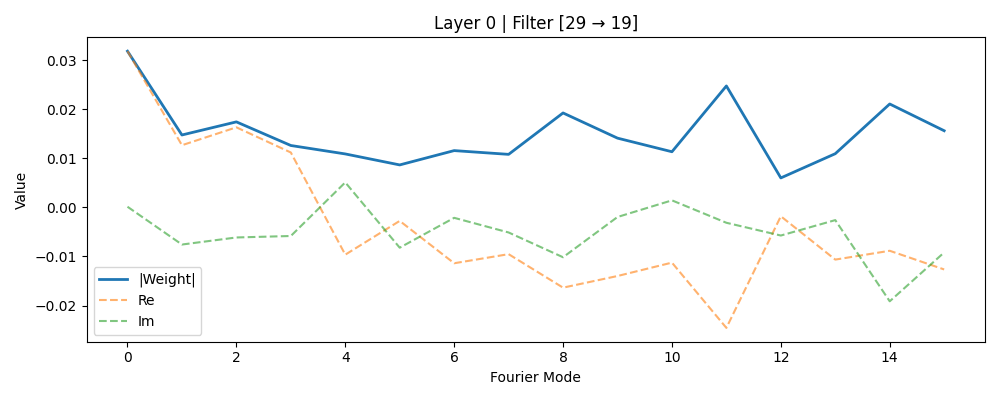 Layer 0 | Filter [29 → 19]
Value
0.03
0.02
0.01
0.00
−0.01
−0.02
|Weight|
Re
Im
0 2 4 6 8 10 12 14
Fourier Mode